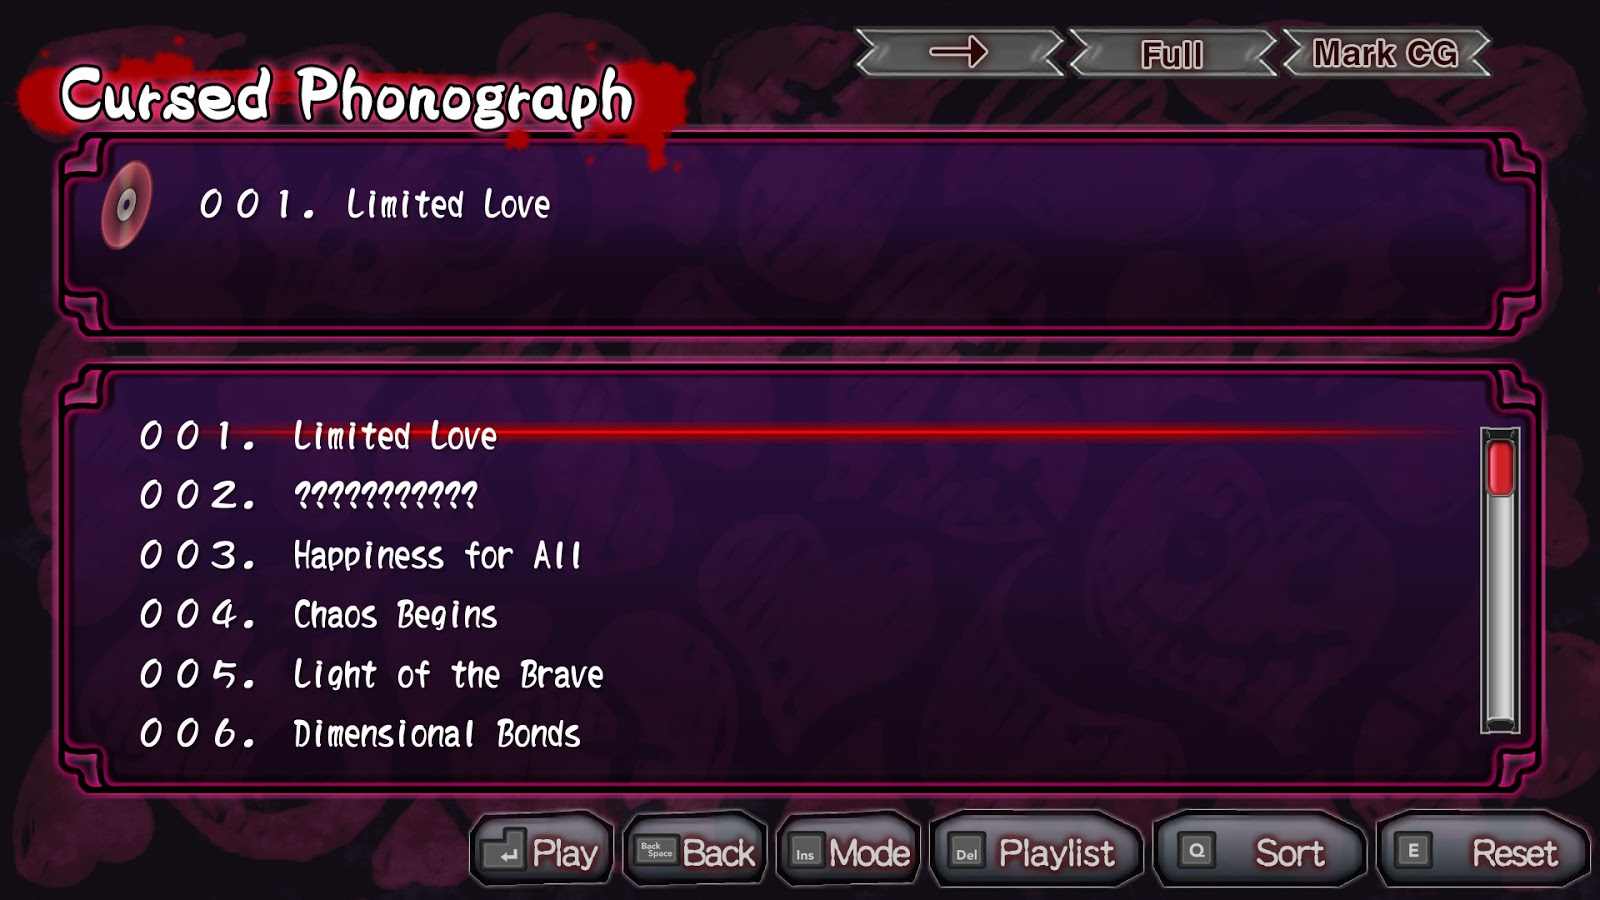 → Full Mark CG
Cursed Phonograph
001. Limited Love
001. Limited Love
002. ???????????
003. Happiness for All
004. Chaos Begins
005. Light of the Brave
006. Dimensional Bonds
↵ Play Back Space Back Ins Mode Del Playlist Q Sort E Reset